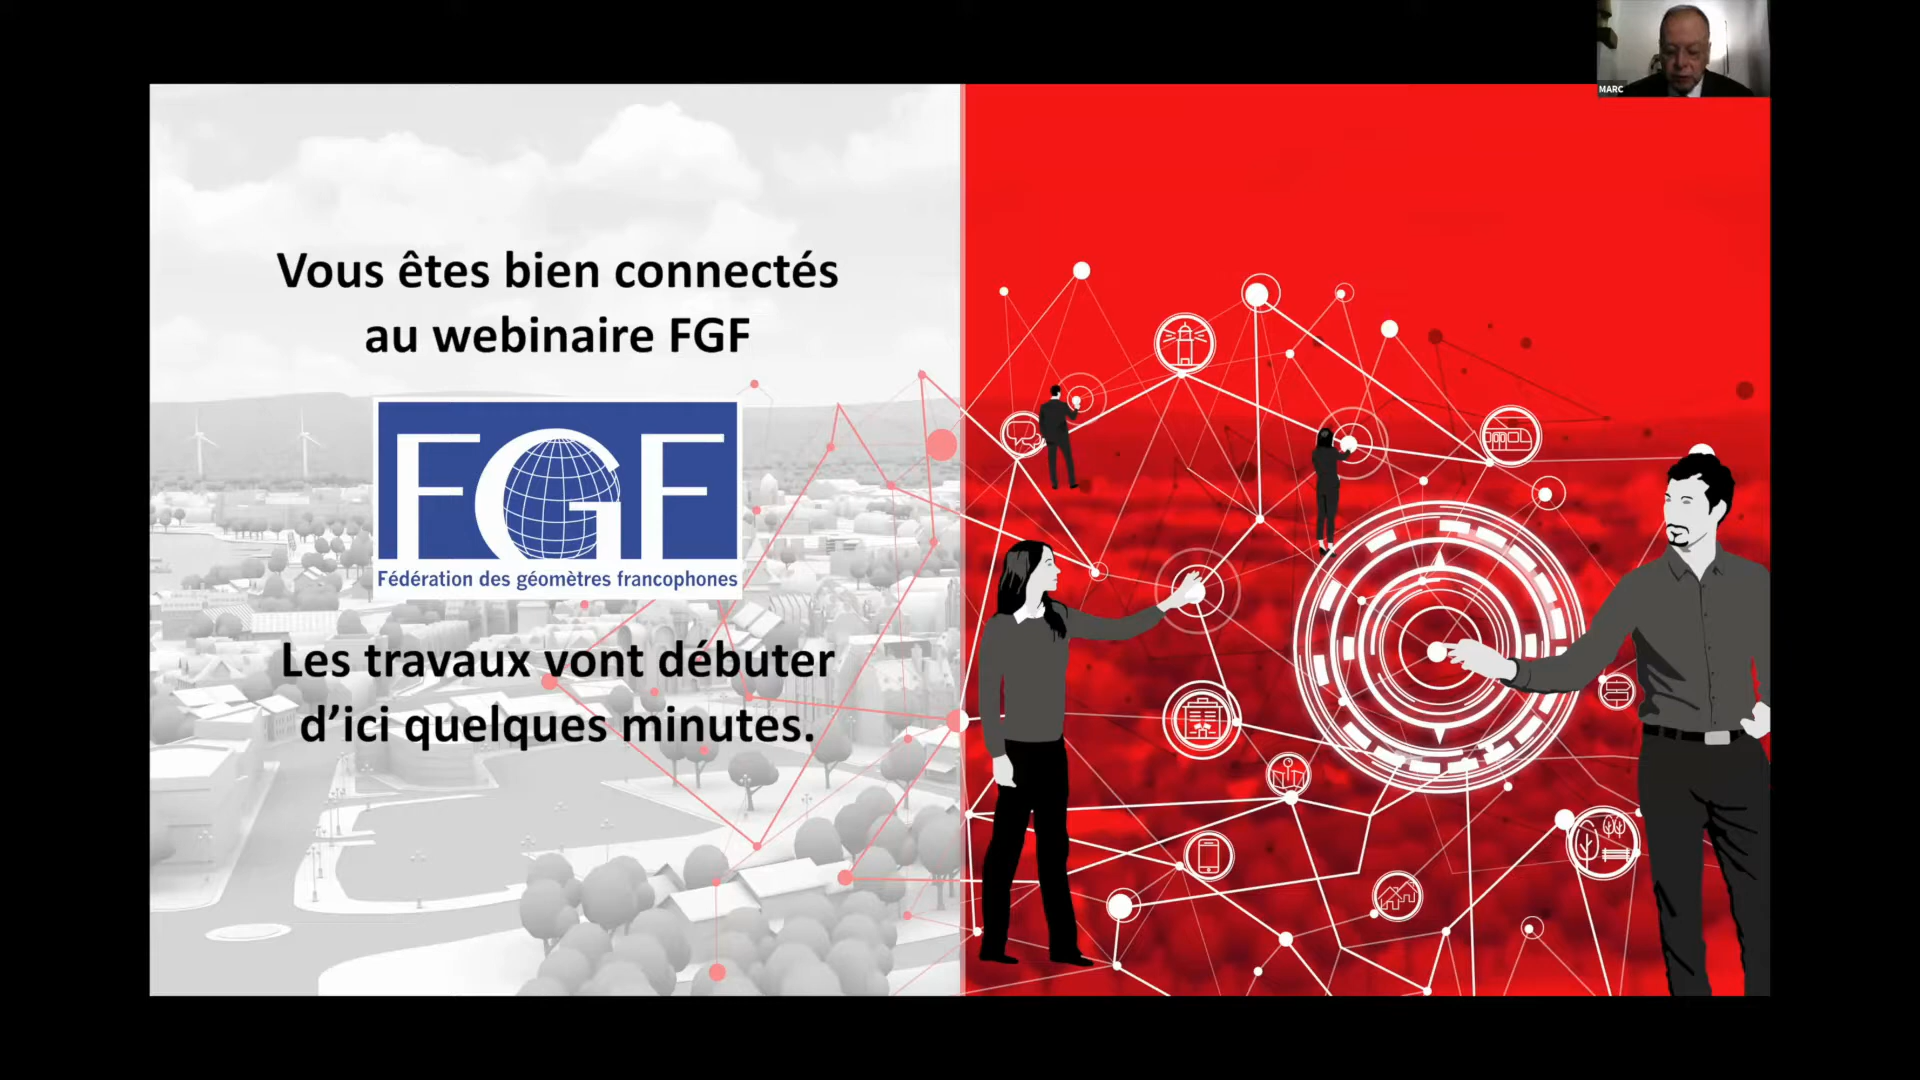 MARC
Vous êtes bien connectés
au webinaire FGF
FGF
Fédération des géomètres francophones
Les travaux vont débuter
d’ici quelques minutes.